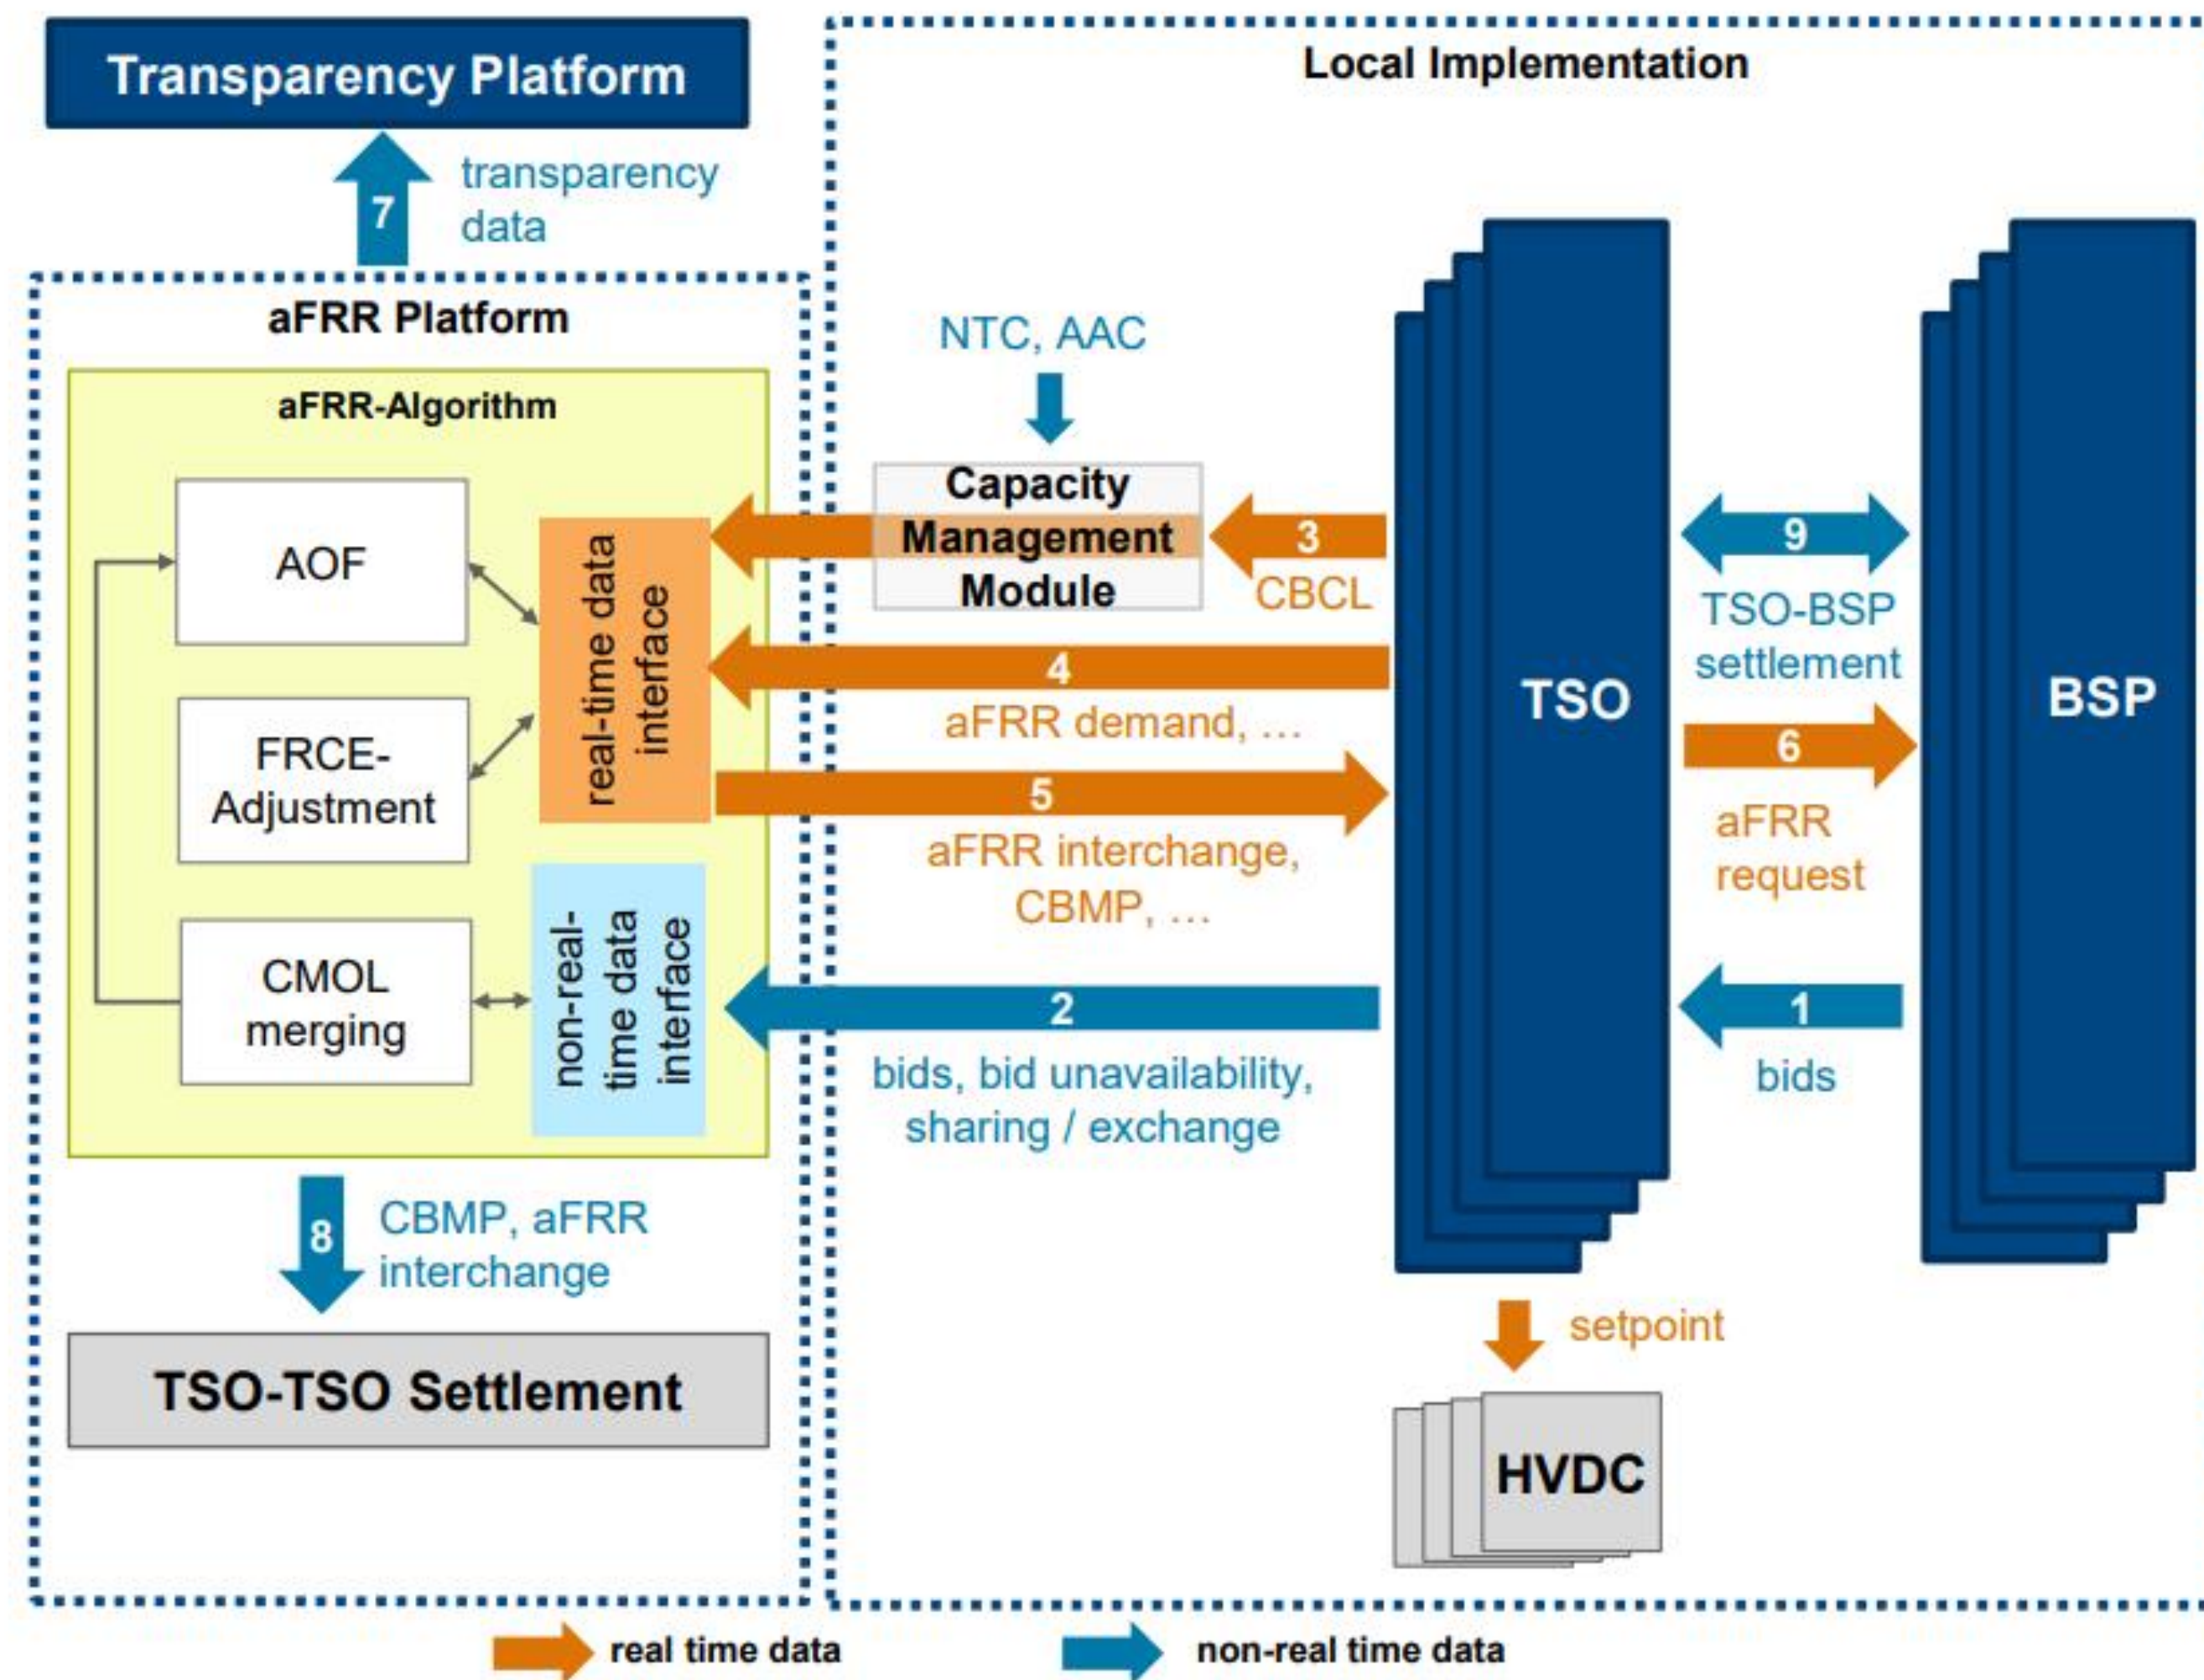 Transparency Platform
7
transparency
data
aFRR Platform
aFRR-Algorithm
AOF
FRCE-
Adjustment
CMOL
merging
real-time data
interface
non-real-
time data
interface
8
CBMP, aFRR
interchange
TSO-TSO Settlement
Local Implementation
NTC, AAC
Capacity
Management
Module
3
CBCL
4
aFRR demand, …
5
aFRR interchange,
CBMP, …
2
bids, bid unavailability,
sharing / exchange
TSO
9
TSO-BSP
settlement
6
aFRR
request
1
bids
BSP
setpoint
HVDC
real time data
non-real time data